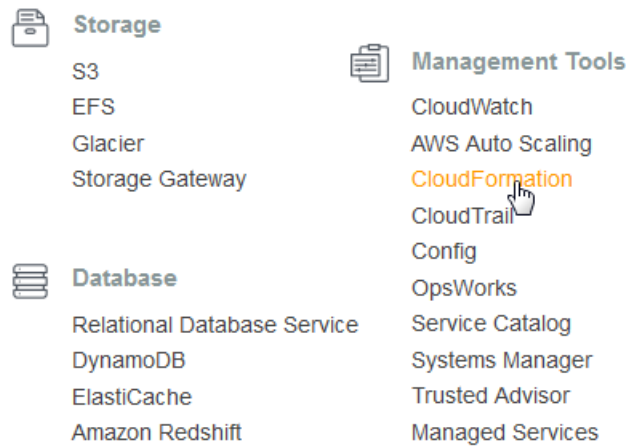 Storage
S3
EFS
Glacier
Storage Gateway
Database
Relational Database Service
DynamoDB
ElastiCache
Amazon Redshift
Management Tools
CloudWatch
AWS Auto Scaling
CloudFormation
CloudTrail
Config
OpsWorks
Service Catalog
Systems Manager
Trusted Advisor
Managed Services